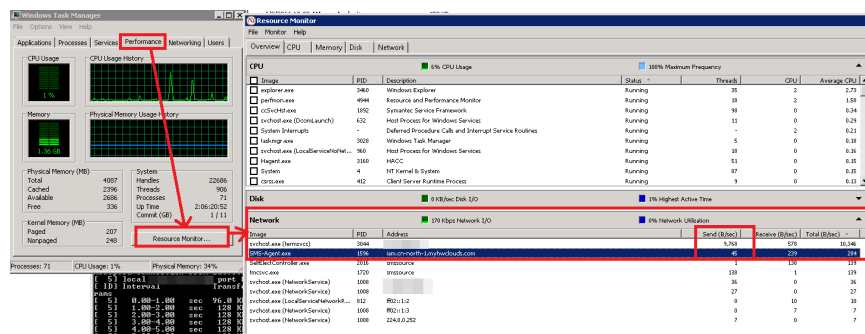 Windows Task Manager
File Options View Help
Applications Processes Services Performance Networking Users
CPU Usage CPU Usage History
1 %
Memory Physical Memory Usage History
1.36 GB
Physical Memory (MB)
Total 4087
Cached 2396
Available 2686
Free 336
System
Handles 22686
Threads 906
Processes 71
Up Time 2:06:20:52
Commit (GB) 1 / 11
Kernel Memory (MB)
Paged 207
Nonpaged 248
Resource Monitor...
Processes: 71 CPU Usage: 1% Physical Memory: 34%
[ 5] local port
[ ID] Interval Transf
rams
[ 5] 0.00-1.00 sec 96.0 K
[ 5] 1.00-2.00 sec 128 K
[ 5] 2.00-3.00 sec 128 K
[ 5] 3.00-4.00 sec 128 K
[ 5] 4.00-5.00 sec 128 K
Resource Monitor
File Monitor Help
Overview CPU Memory Disk Network
CPU 6% CPU Usage 100% Maximum Frequency
Image PID Description Status Threads CPU Average CPU
explorer.exe 3460 Windows Explorer Running 35 2 2.73
perfmon.exe 4944 Resource and Performance Monitor Running 18 2 1.58
ccSvcHst.exe 1892 Symantec Service Framework Running 98 0 0.34
svchost.exe (DcomLaunch) 632 Host Process for Windows Services Running 11 0 0.29
System Interrupts - Deferred Procedure Calls and Interrupt Service Routines Running - 2 0.21
taskmgr.exe 3028 Windows Task Manager Running 5 0 0.18
svchost.exe (LocalServiceNoNet... 960 Host Process for Windows Services Running 18 0 0.16
Hagent.exe 3160 HACC Running 51 0 0.15
System 4 NT Kernel & System Running 87 0 0.15
csrss.exe 412 Client Server Runtime Process Running 9 0 0.13
Disk 0 KB/sec Disk I/O 1% Highest Active Time
Network 170 Kbps Network I/O 0% Network Utilization
Image PID Address Send (B/sec) Receive (B/sec) Total (B/sec)
svchost.exe (termsvcs) 3044 9,768 578 10,346
SMS-Agent.exe 1596 iam.cn-north-1.myhwclouds.com 45 239 284
SelfElectController.exe 2016 smssource 1 138 139
Tmcsvc.exe 1720 smssource 138 1 139
svchost.exe (NetworkService) 1008 36 0 36
svchost.exe (NetworkService) 1008 27 0 27
svchost.exe (LocalServiceNetworkR... 812 ff02::1:2 0 10 10
svchost.exe (NetworkService) 1008 ff02::1:3 0 7 7
svchost.exe (NetworkService) 1008 224.0.0.252 7